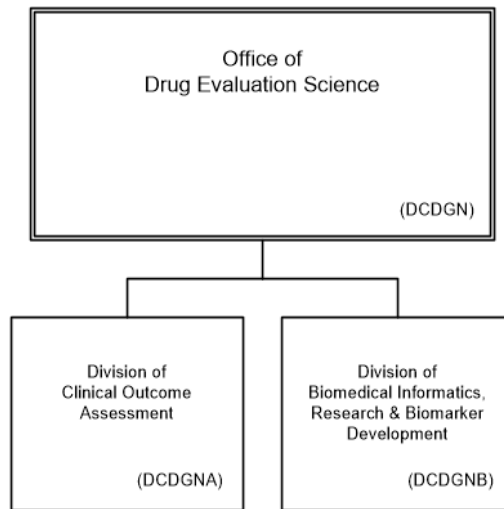 Office of
Drug Evaluation Science
(DCDGN)
Division of
Clinical Outcome
Assessment
(DCDGNA)
Division of
Biomedical Informatics,
Research & Biomarker
Development
(DCDGNB)